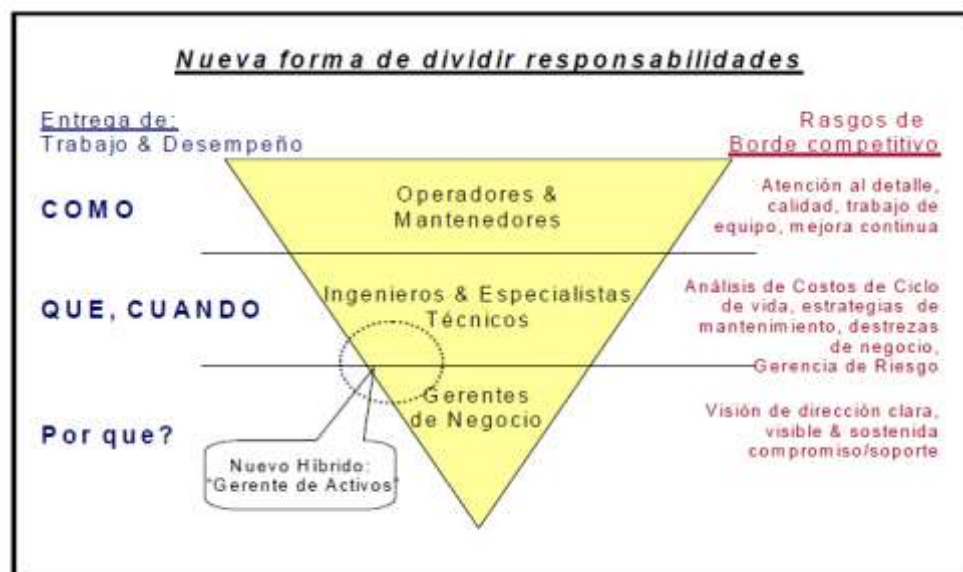 Nueva forma de dividir responsabilidades
Entrega de:
Trabajo & Desempeño
Rasgos de
Borde competitivo
COMO
Operadores &
Mantenedores
Atención al detalle,
calidad, trabajo de
equipo, mejora continua
QUE, CUANDO
Ingenieros & Especialistas
Técnicos
Análisis de Costos de Ciclo
de vida, estrategias de
mantenimiento, destrezas
de negocio,
Gerencia de Riesgo
Por que?
Gerentes
de Negocio
Visión de dirección clara,
visible & sostenida
compromiso/soporte
Nuevo Híbrido:
"Gerente de Activos"